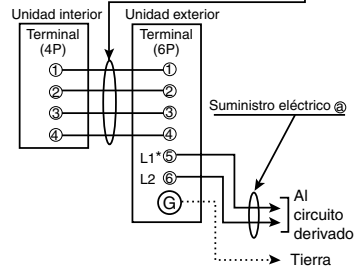 Unidad interior
Unidad exterior
Terminal
(4P)
Terminal
(6P)
① ①
② ②
③ ③
④ ④
L1* ⑤
L2 ⑥
Ⓖ
Suministro eléctrico ⓐ
Al
circuito
derivado
Tierra